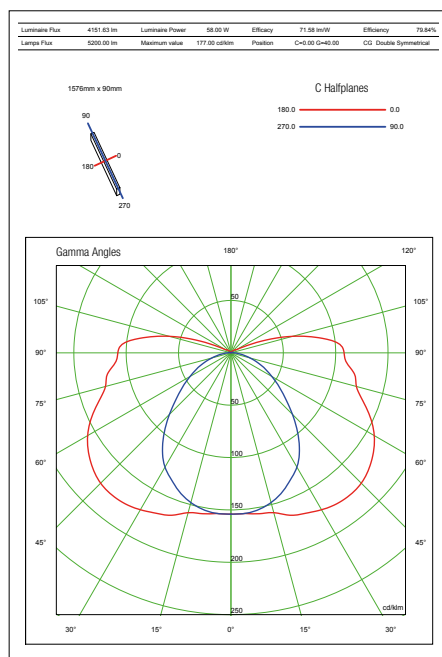 Luminaire Flux 4151.63 lm Luminaire Power 58.00 W Efficacy 71.58 lm/W Efficiency 79.84%
Lamps Flux 5200.00 lm Maximum value 177.00 cd/klm Position C=0.00 G=40.00 CG Double Symmetrical
1576mm x 90mm
C Halfplanes
90
180.0 0.0
270.0 90.0
0
180
270
Gamma Angles 180° 120°
50
105° 105°
90° 90°
50
75° 75°
100
60° 60°
150
45° 45°
200
250 cd/klm
30° 15° 0° 15° 30°